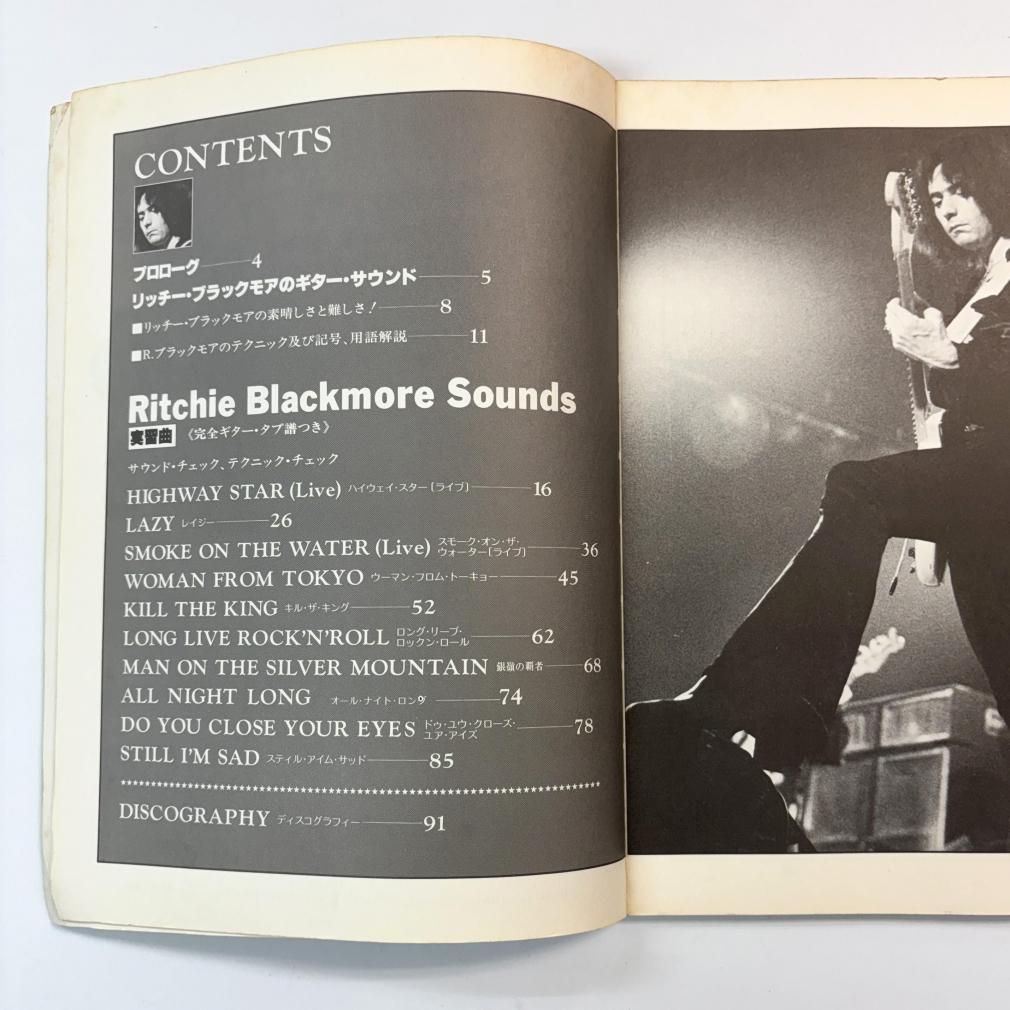 CONTENTS
プロローグ 4
リッチー・ブラックモアのギター・サウンド 5
■リッチー・ブラックモアの素晴しさと難しさ! 8
■R.ブラックモアのテクニック及び記号、用語解説 11
Ritchie Blackmore Sounds
実習曲 《完全ギター・タブ譜つき》
サウンド・チェック、テクニック・チェック
HIGHWAY STAR (Live) ハイウェイ・スター〔ライブ〕 16
LAZY レイジー 26
SMOKE ON THE WATER (Live) スモーク・オン・ザ・ウォーター〔ライブ〕 36
WOMAN FROM TOKYO ウーマン・フロム・トーキョー 45
KILL THE KING キル・ザ・キング 52
LONG LIVE ROCK'N'ROLL ロング・リーブ・ロックン・ロール 62
MAN ON THE SILVER MOUNTAIN 銀嶺の覇者 68
ALL NIGHT LONG オール・ナイト・ロング 74
DO YOU CLOSE YOUR EYES ドゥ・ユウ・クローズ・ユア・アイズ 78
STILL I'M SAD スティル・アイム・サッド 85
DISCOGRAPHY ディスコグラフィー 91